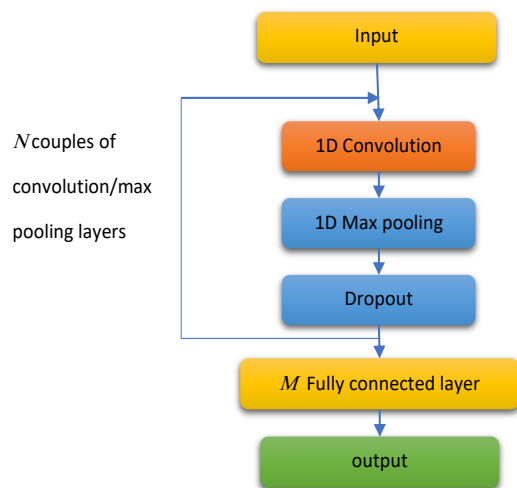 Input
N couples of
convolution/max
pooling layers
1D Convolution
1D Max pooling
Dropout
M Fully connected layer
output